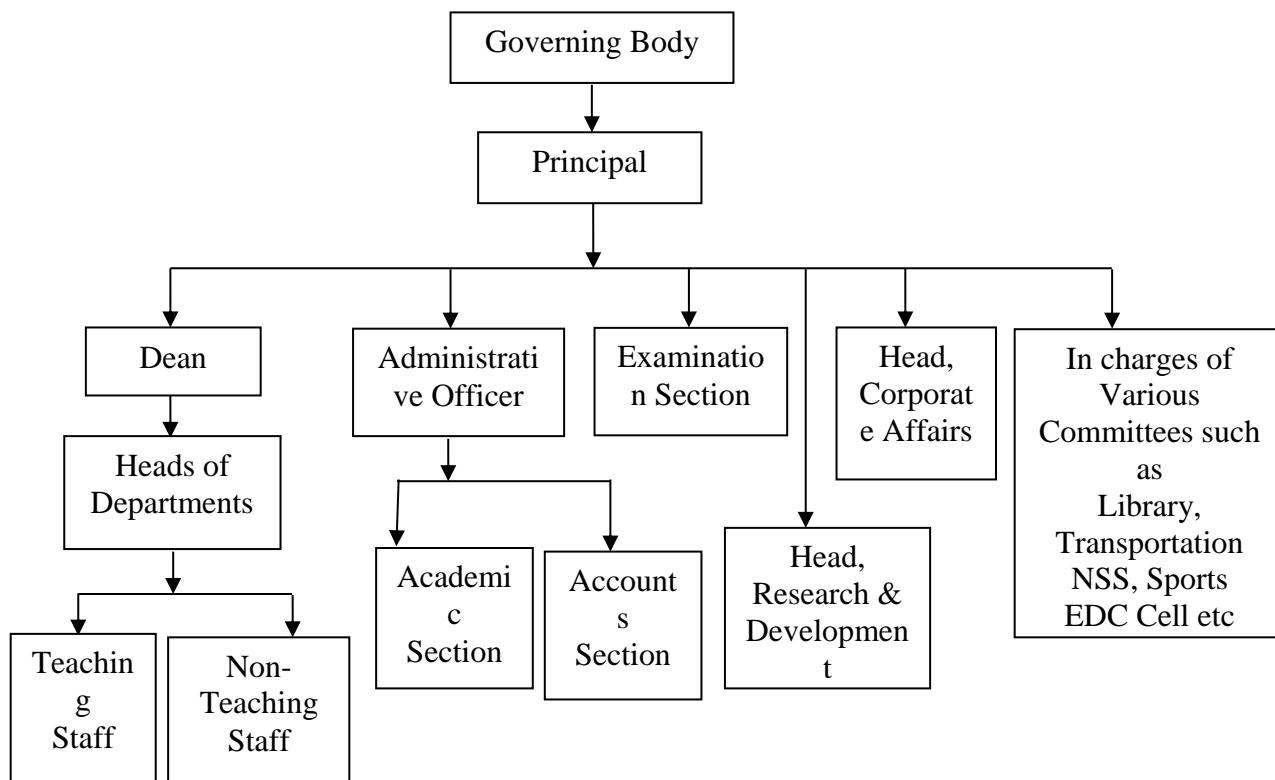 Governing Body
Principal
Dean
Administrati
ve Officer
Examinatio
n Section
Head,
Corporat
e Affairs
In charges of
Various
Committees such
as
Library,
Transportation
NSS, Sports
EDC Cell etc
Heads of
Departments
Academi
c
Section
Account
s
Section
Head,
Research &
Developmen
t
Teachin
g
Staff
Non-
Teaching
Staff